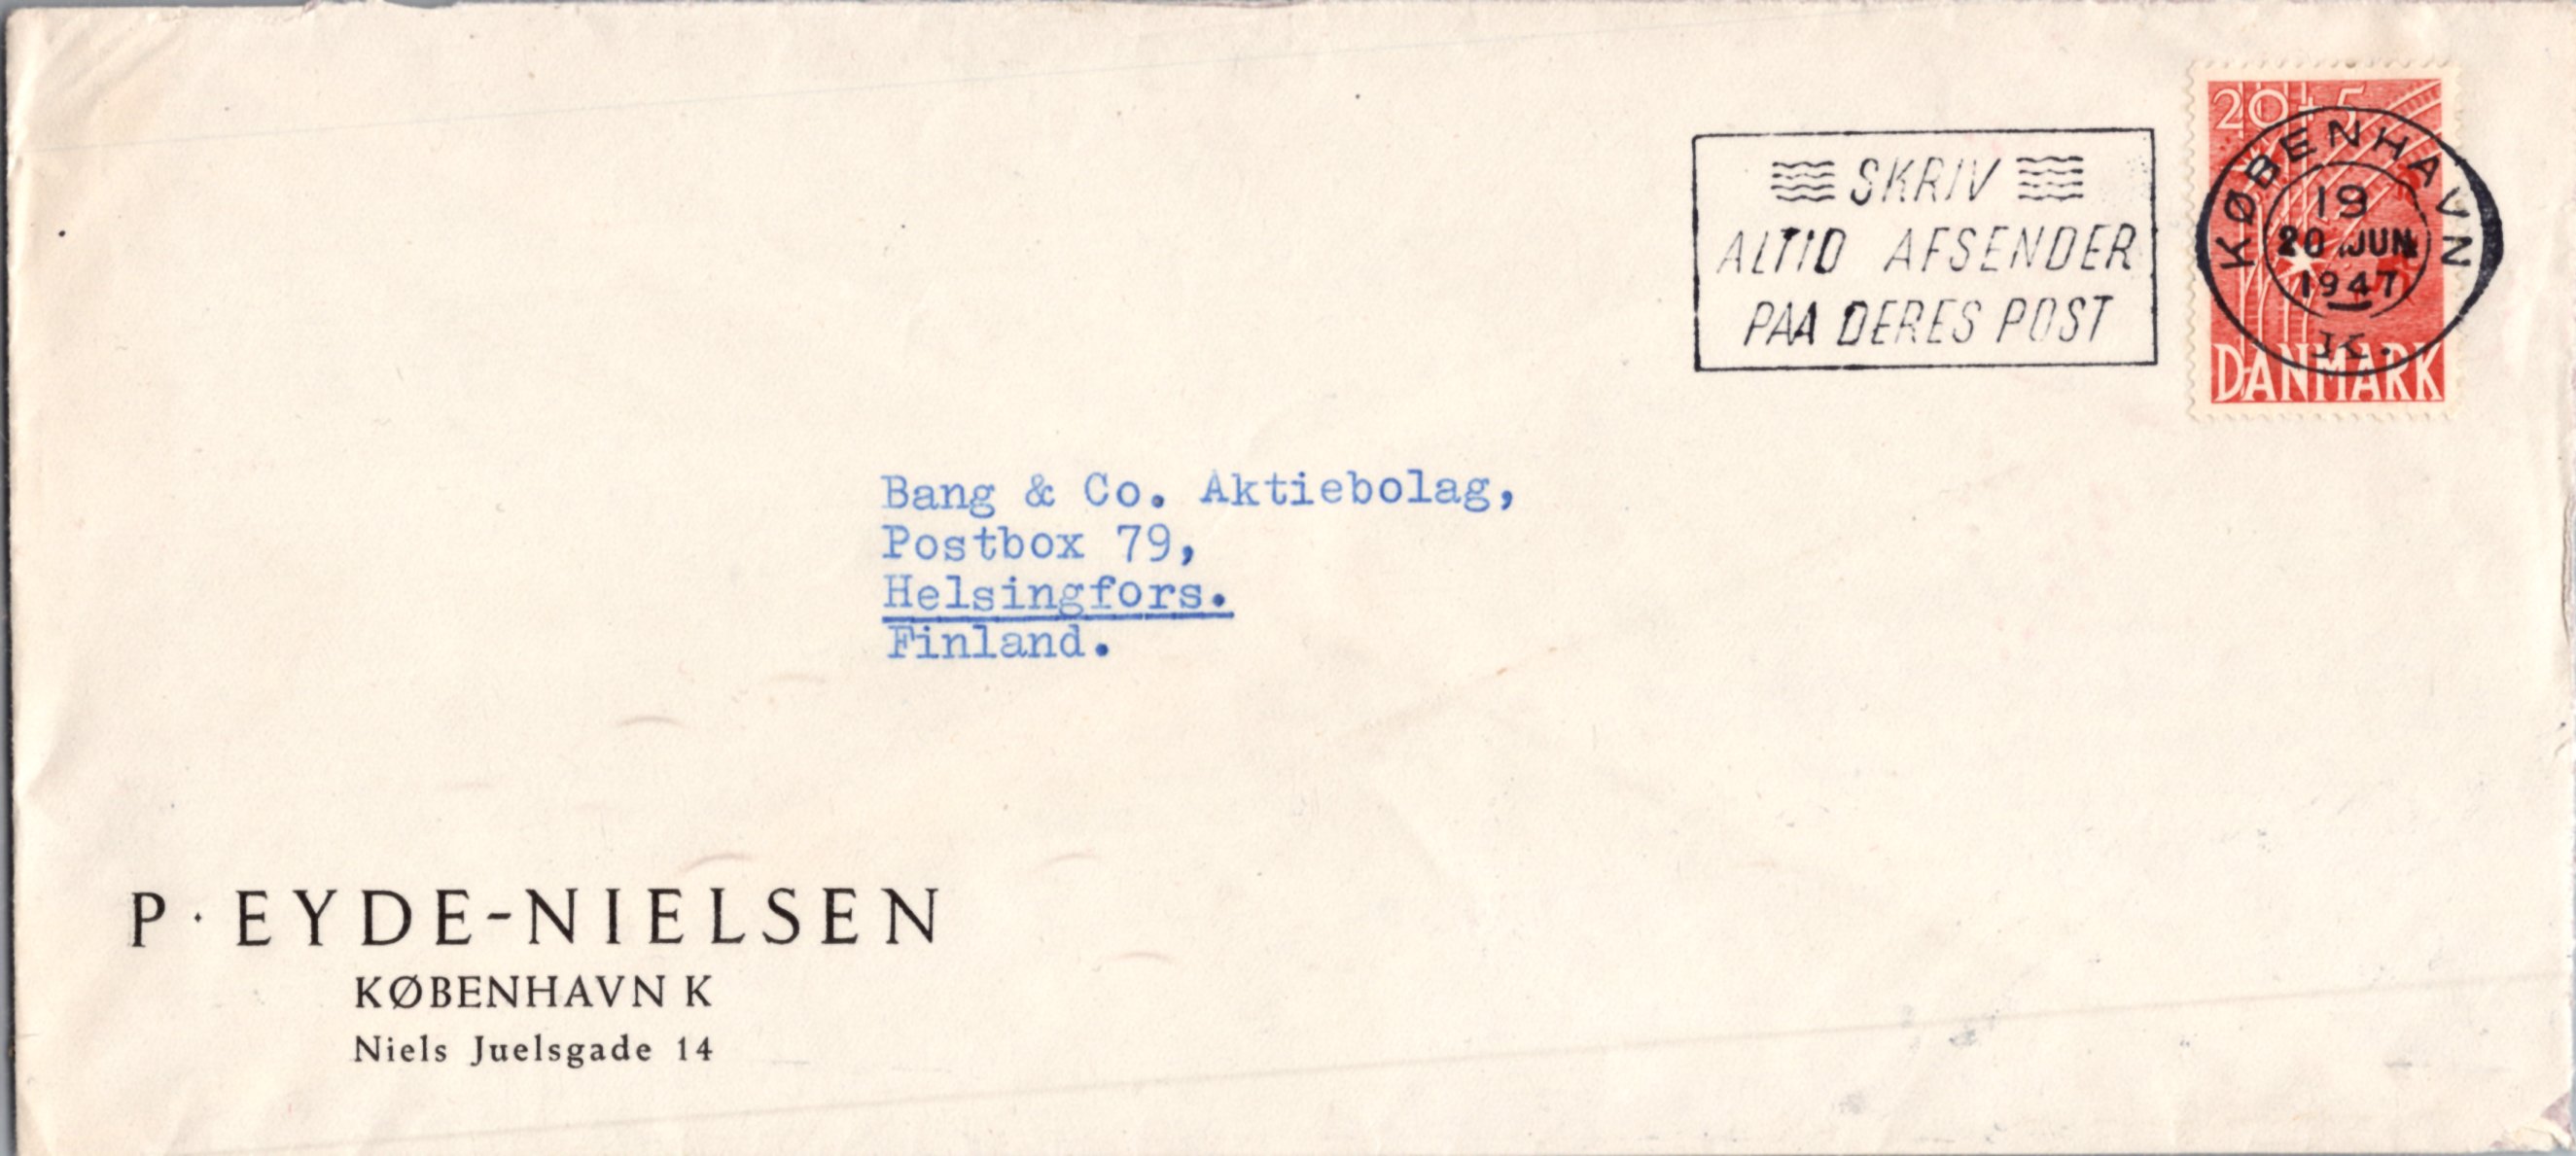 SKRIV
ALTID AFSENDER
PAA DERES POST
20+5
KØBENHAVN
19
20 JUN
1947
K.
DANMARK
Bang & Co. Aktiebolag,
Postbox 79,
Helsingfors.
Finland.
P · EYDE-NIELSEN
KØBENHAVN K
Niels Juelsgade 14